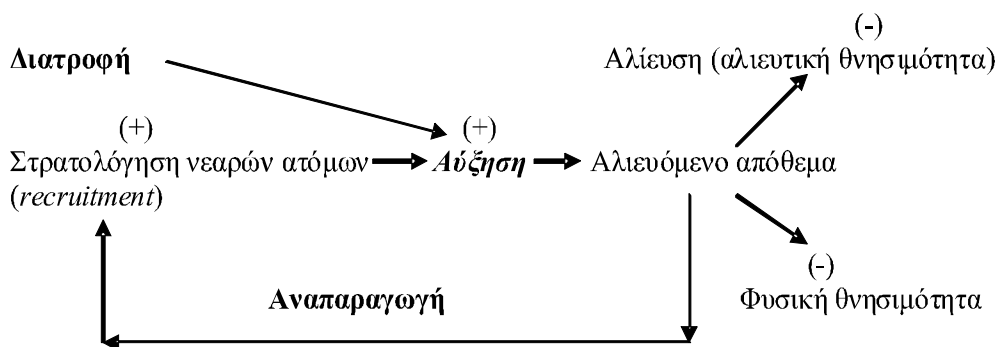 (-)
Διατροφή Αλίευση (αλιευτική θνησιμότητα)
(+) (+)
Στρατολόγηση νεαρών ατόμων Αύξηση Αλιευόμενο απόθεμα
(recruitment)
(-)
Αναπαραγωγή Φυσική θνησιμότητα